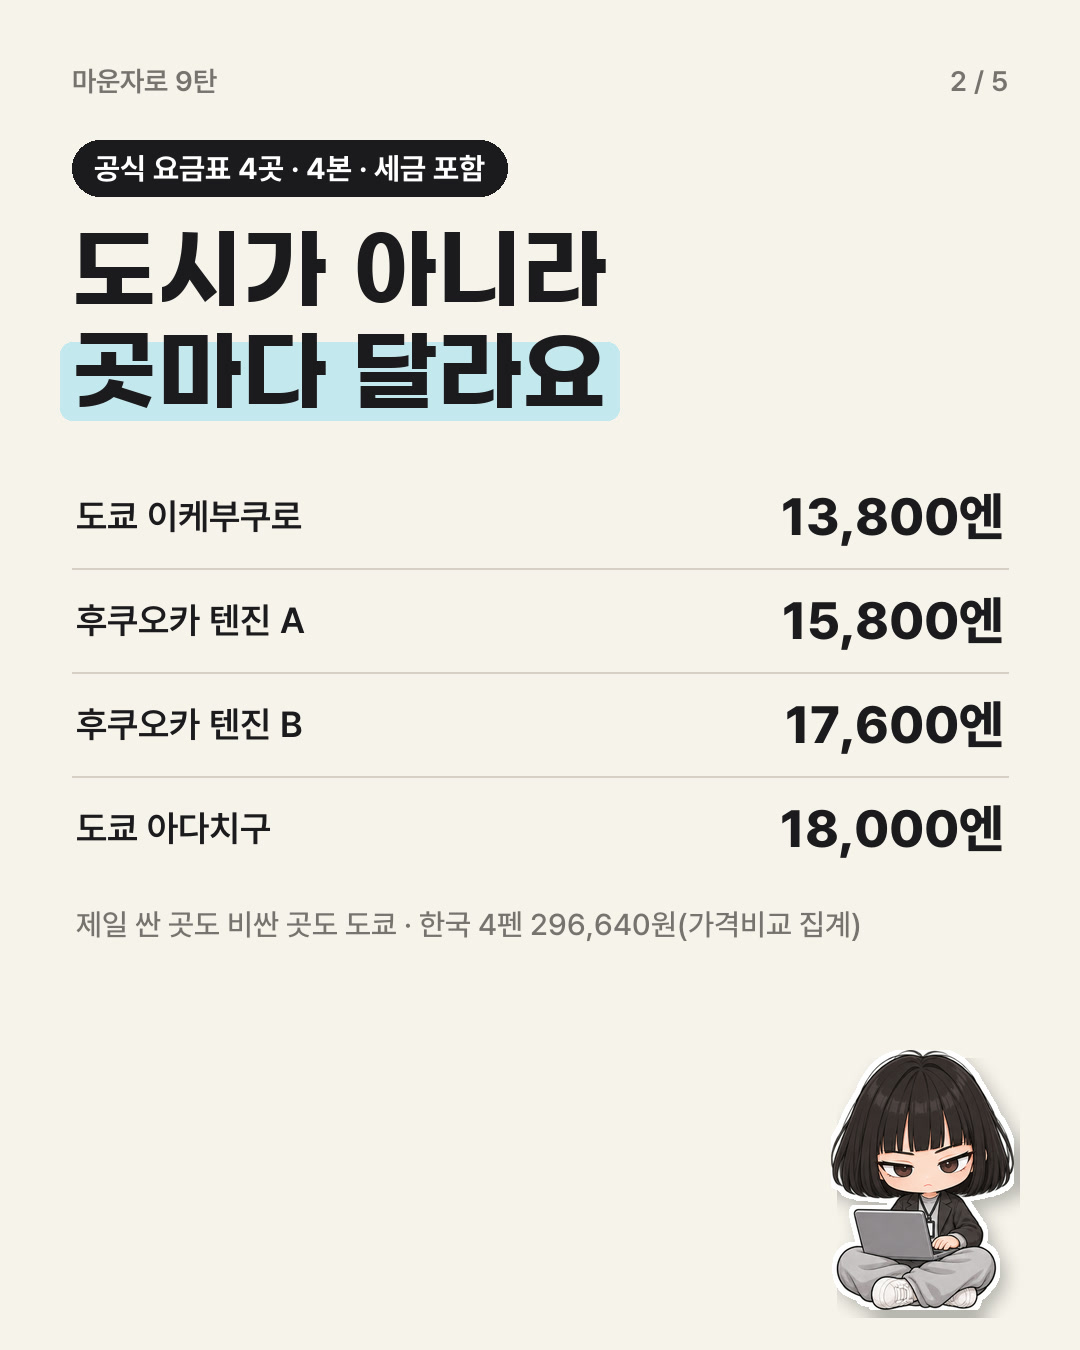 마운자로 9탄
2 / 5
공식 요금표 4곳 · 4본 · 세금 포함
도시가 아니라
곳마다 달라요
도쿄 이케부쿠로 13,800엔
후쿠오카 텐진 A 15,800엔
후쿠오카 텐진 B 17,600엔
도쿄 아다치구 18,000엔
제일 싼 곳도 비싼 곳도 도쿄 · 한국 4펜 296,640원(가격비교 집계)